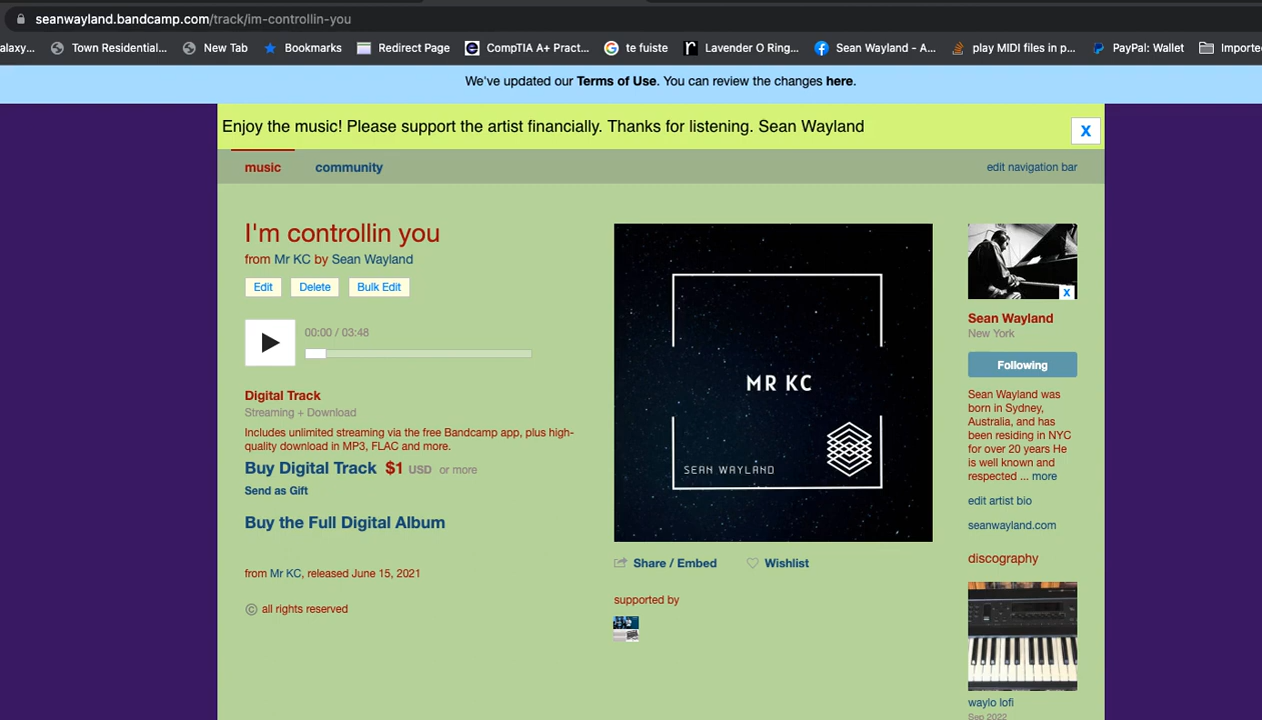 seanwayland.bandcamp.com/track/im-controllin-you
alaxy... Town Residential... New Tab Bookmarks Redirect Page CompTIA A+ Pract... te fuiste Lavender O Ring... Sean Wayland - A... play MIDI files in p... PayPal: Wallet Importe
We've updated our Terms of Use. You can review the changes here.
Enjoy the music! Please support the artist financially. Thanks for listening. Sean Wayland
X
music community edit navigation bar
I'm controllin you
from Mr KC by Sean Wayland
Edit Delete Bulk Edit
00:00 / 03:48
Digital Track
Streaming + Download
Includes unlimited streaming via the free Bandcamp app, plus high-
quality download in MP3, FLAC and more.
Buy Digital Track $1 USD or more
Send as Gift
Buy the Full Digital Album
from Mr KC, released June 15, 2021
© all rights reserved
MR KC
SEAN WAYLAND
Share / Embed Wishlist
supported by
X
Sean Wayland
New York
Following
Sean Wayland was
born in Sydney,
Australia, and has
been residing in NYC
for over 20 years He
is well known and
respected ... more
edit artist bio
seanwayland.com
discography
waylo lofi
Sep 2022